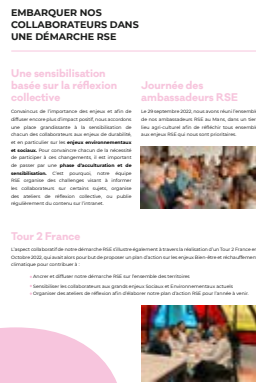 EMBARQUER NOS
COLLABORATEURS DANS
UNE DÉMARCHE RSE
Une sensibilisation
basée sur la réflexion
collective
Convaincus de l'importance des enjeux et afin de
diffuser encore plus d'impact positif, nous accordons
une place grandissante à la sensibilisation de
chacun des collaborateurs aux enjeux de durabilité,
et en particulier sur les enjeux environnementaux
et sociaux. Pour convaincre chacun de la nécessité
de participer à ces changements, il est important
de passer par une phase d'acculturation et de
sensibilisation. C'est pourquoi, notre équipe
RSE organise des challenges visant à informer
les collaborateurs sur certains sujets, organise
des ateliers de réflexion collective, ou publie
régulièrement du contenu sur l'intranet.
Journée des
ambassadeurs RSE
Le 29 septembre 2022, nous avons réuni l'ensemble
de nos ambassadeurs RSE au Mans, dans un tiers
lieu agri-culturel afin de réfléchir tous ensemble
aux enjeux RSE qui nous sont prioritaires.
Tour 2 France
L'aspect collaboratif de notre démarche RSE s'illustre également à travers la réalisation d'un Tour 2 France en
Octobre 2022, qui avait alors pour but de proposer un plan d'action sur les enjeux Bien-être et réchauffement
climatique pour contribuer à :
- Ancrer et diffuser notre démarche RSE sur l'ensemble des territoires
- Sensibiliser les collaborateurs aux grands enjeux Sociaux et Environnementaux actuels
- Organiser des ateliers de réflexion afin d'élaborer notre plan d'action RSE pour l'année à venir.